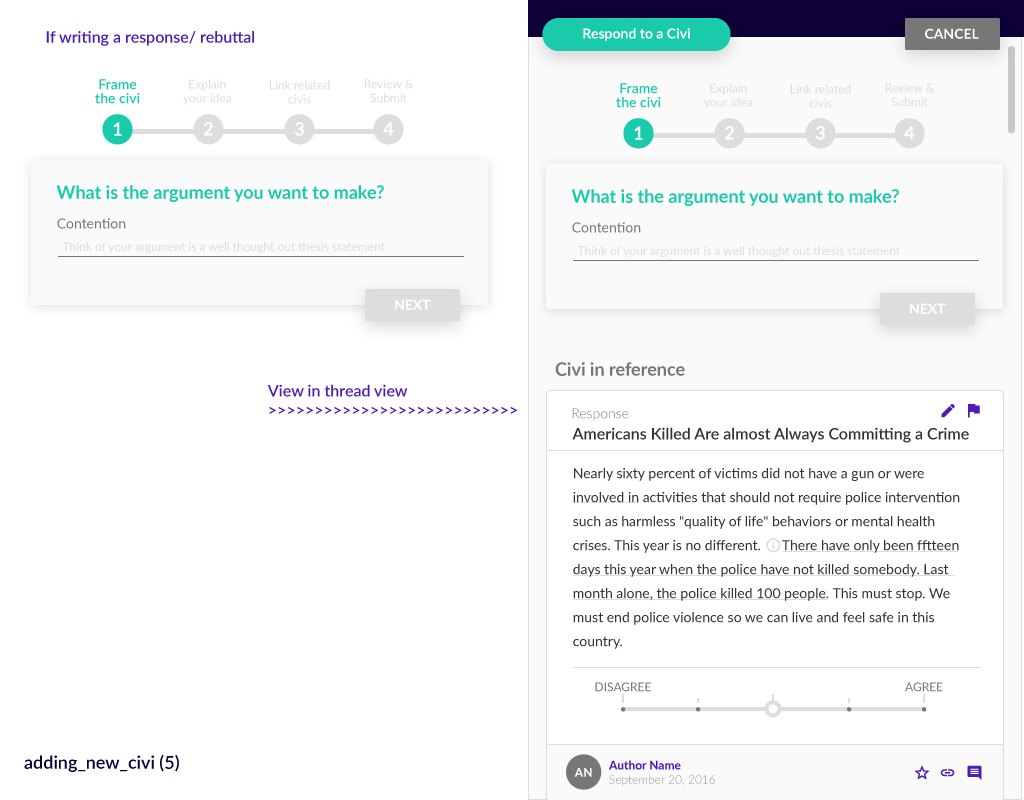 If writing a response/ rebuttal
Frame
the civi
Explain
your idea
Link related
civis
Review &
Submit
1
2
3
4
What is the argument you want to make?
Contention
Think of your argument is a well thought out thesis statement
NEXT
View in thread view
>>>>>>>>>>>>>>>>>>>>>>>>>>>
adding_new_civi (5)
Respond to a Civi
CANCEL
Frame
the civi
Explain
your idea
Link related
civis
Review &
Submit
1
2
3
4
What is the argument you want to make?
Contention
Think of your argument is a well thought out thesis statement
NEXT
Civi in reference
Response
Americans Killed Are almost Always Committing a Crime
Nearly sixty percent of victims did not have a gun or were
involved in activities that should not require police intervention
such as harmless "quality of life" behaviors or mental health
crises. This year is no different. There have only been fftteen
days this year when the police have not killed somebody. Last
month alone, the police killed 100 people. This must stop. We
must end police violence so we can live and feel safe in this
country.
DISAGREE
AGREE
AN
Author Name
September 20, 2016